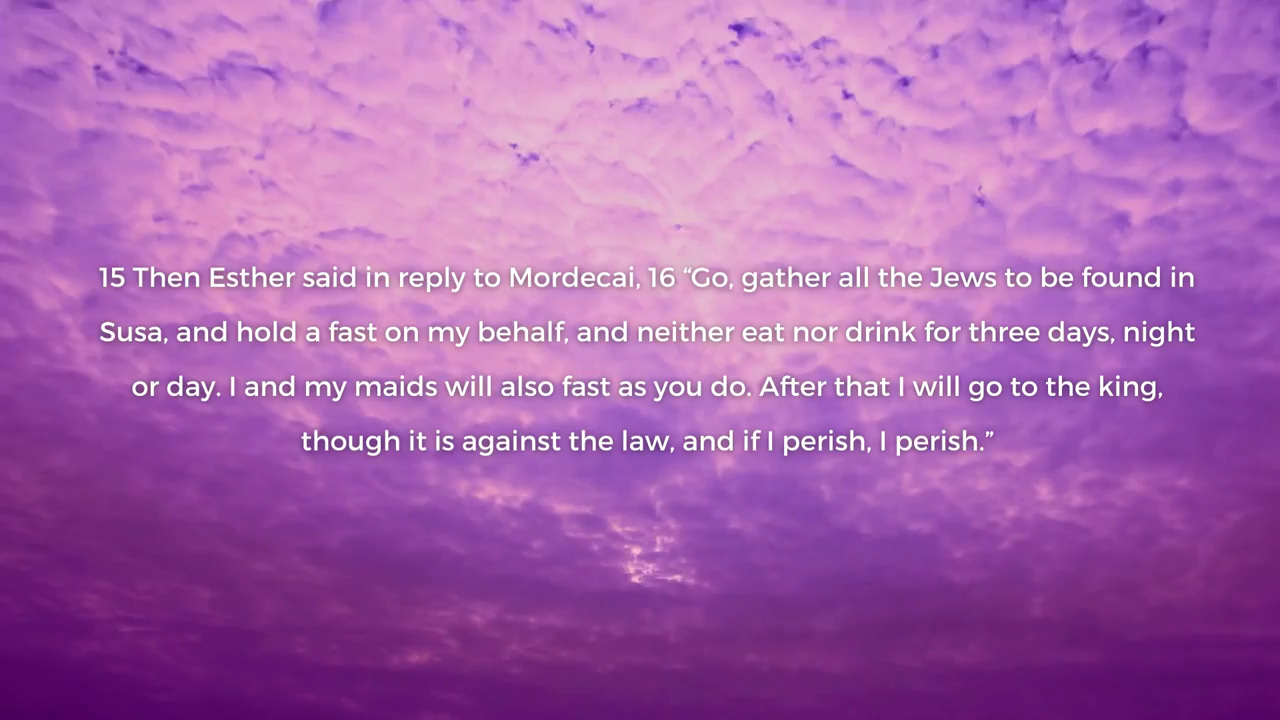 15 Then Esther said in reply to Mordecai, 16 “Go, gather all the Jews to be found in
Susa, and hold a fast on my behalf, and neither eat nor drink for three days, night
or day. I and my maids will also fast as you do. After that I will go to the king,
though it is against the law, and if I perish, I perish.”